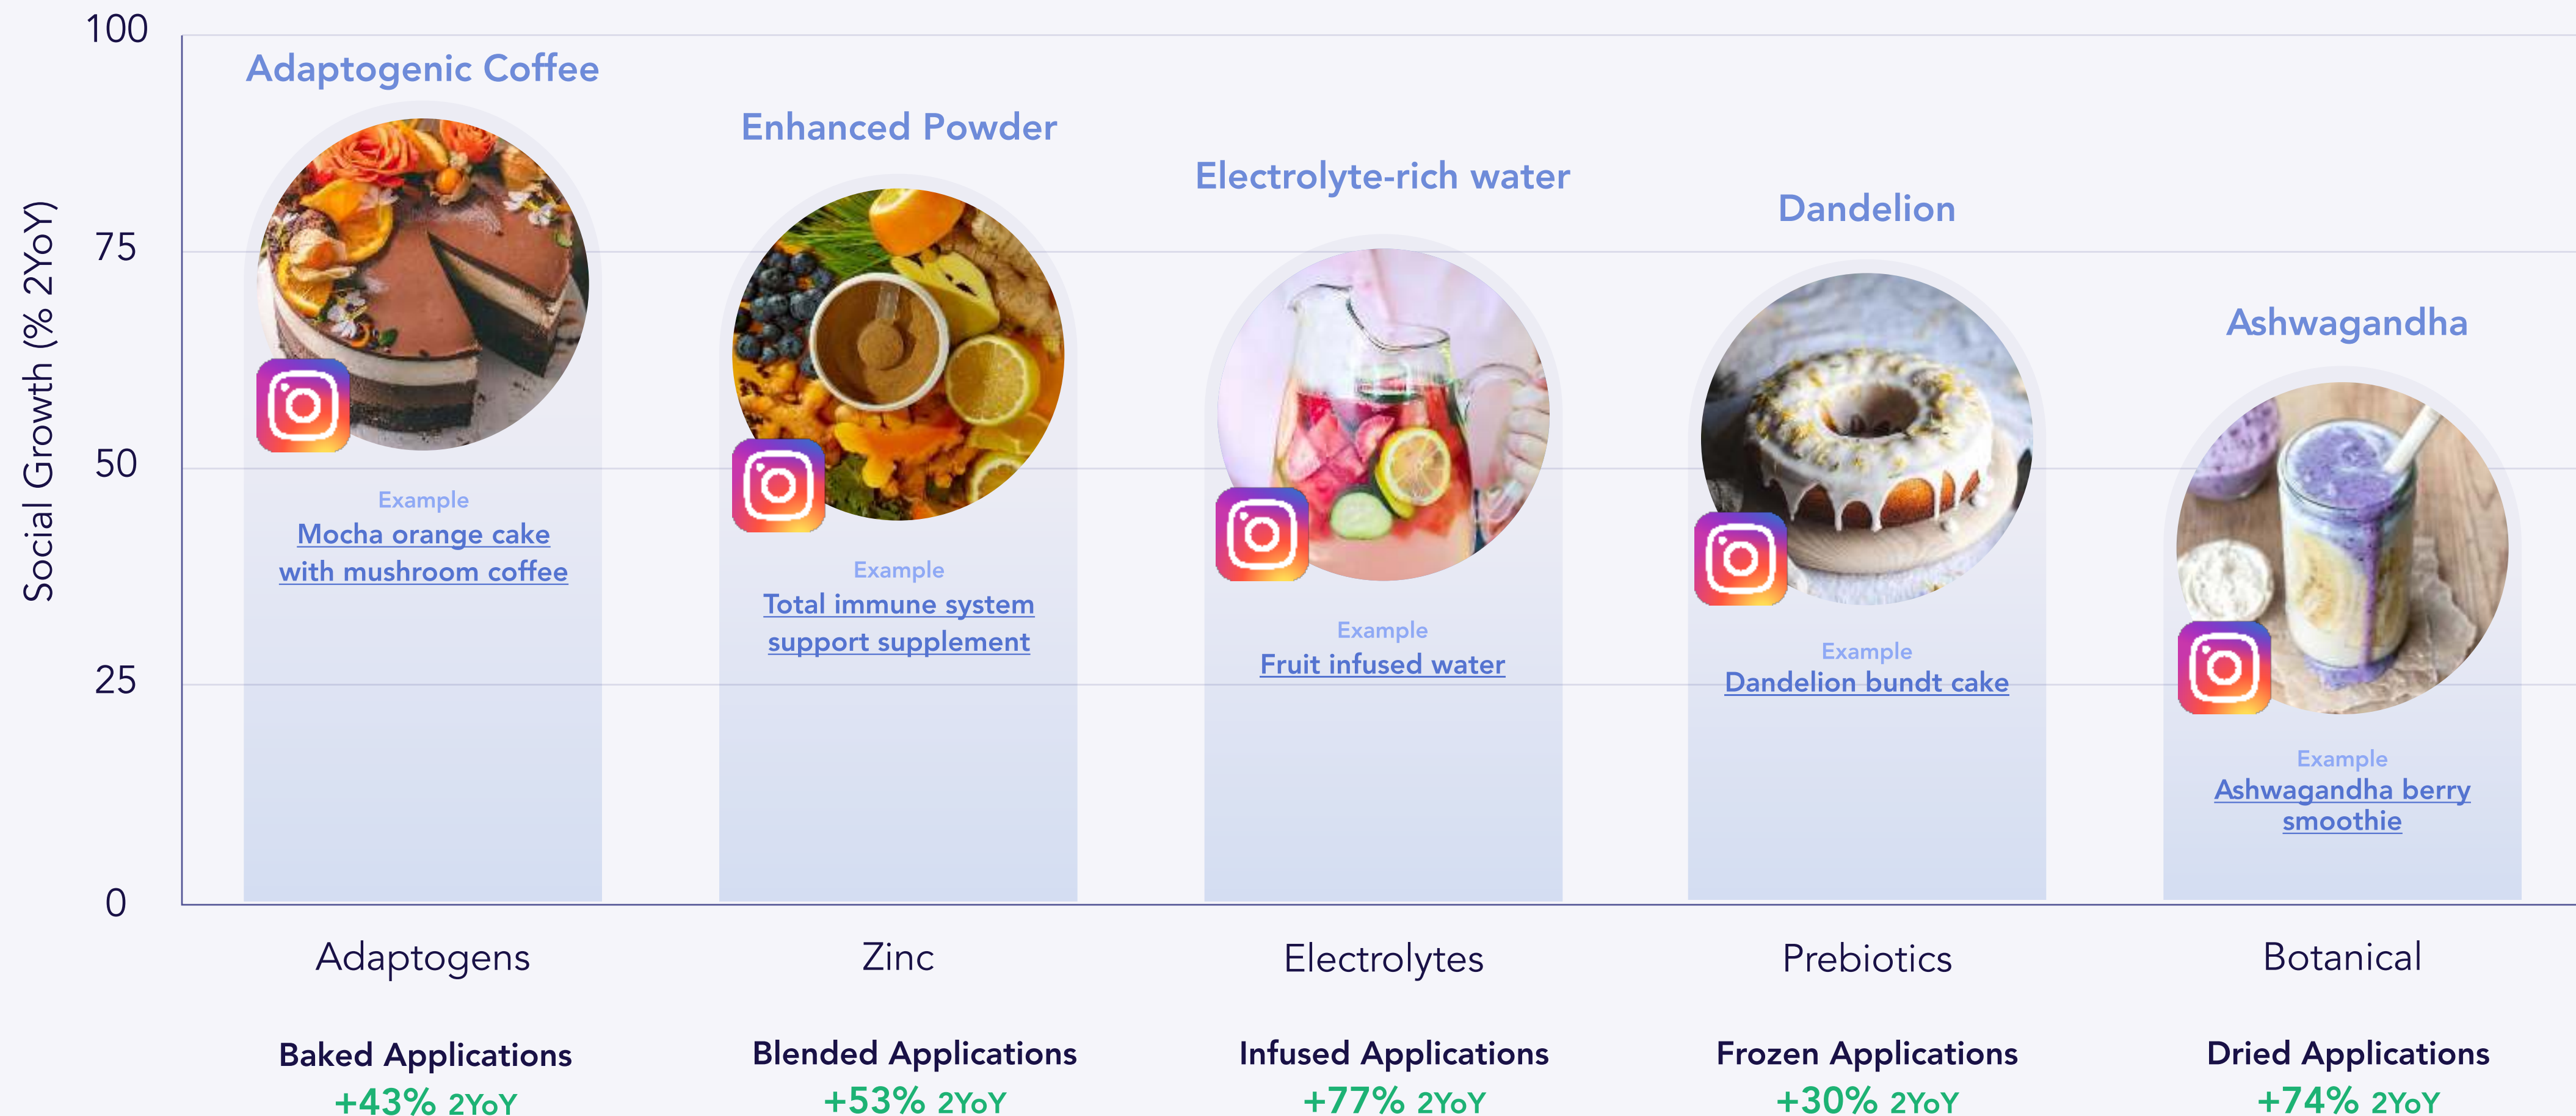 100
75
50
25
0
Social Growth (% 2YoY)
Adaptogenic Coffee
Example
Mocha orange cake
with mushroom coffee
Adaptogens
Baked Applications
+43% 2YoY
Enhanced Powder
Example
Total immune system
support supplement
Zinc
Blended Applications
+53% 2YoY
Electrolyte-rich water
Example
Fruit infused water
Electrolytes
Infused Applications
+77% 2YoY
Dandelion
Example
Dandelion bundt cake
Prebiotics
Frozen Applications
+30% 2YoY
Ashwagandha
Example
Ashwagandha berry
smoothie
Botanical
Dried Applications
+74% 2YoY